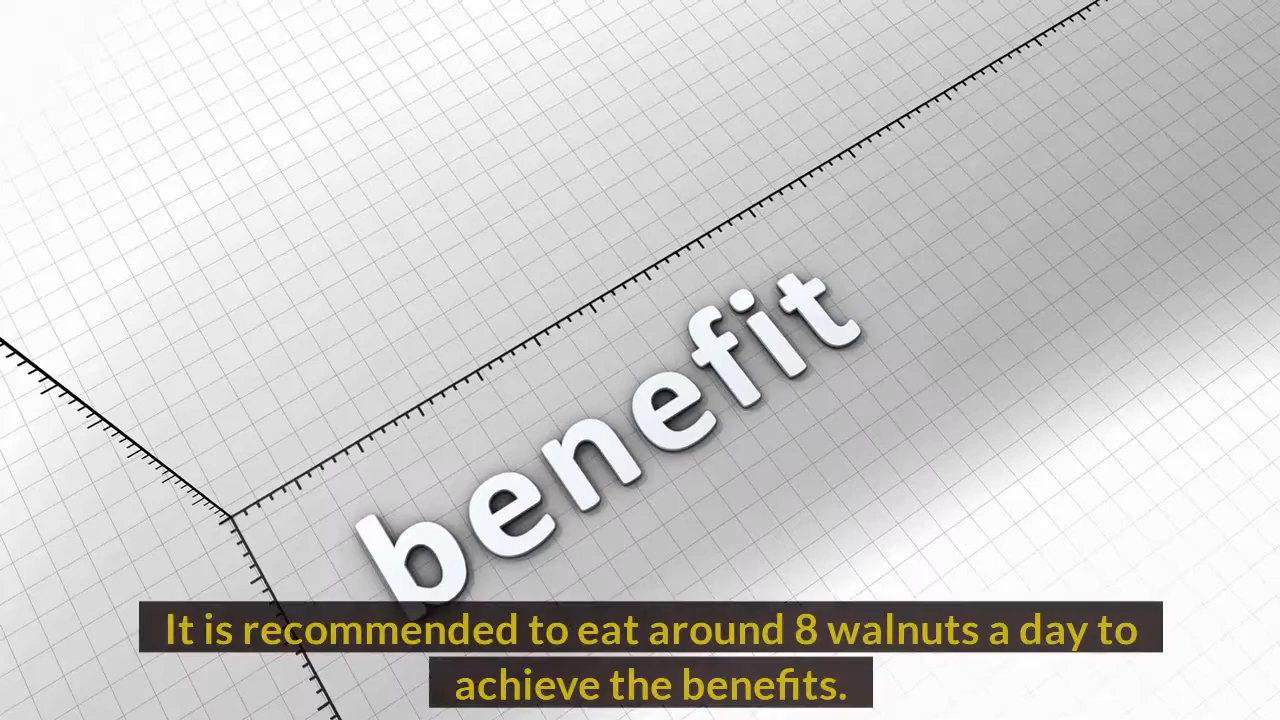 benefit
It is recommended to eat around 8 walnuts a day to
achieve the benefits.